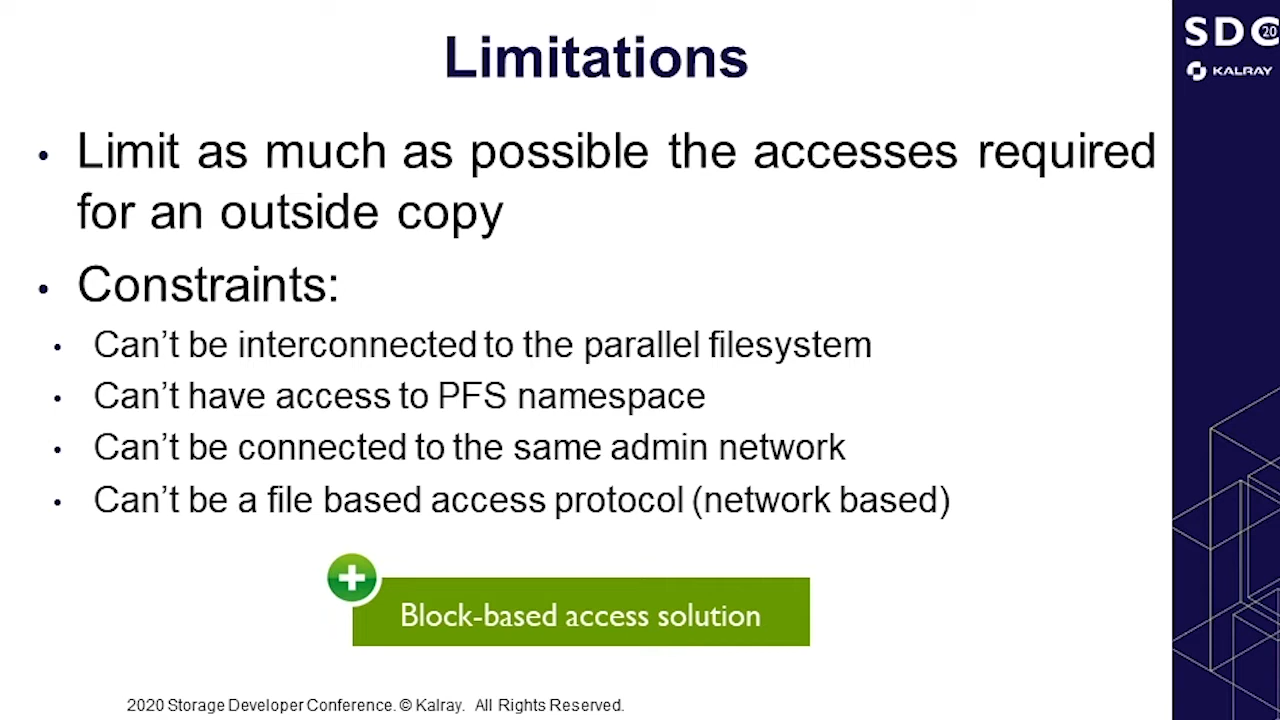 Limitations
SDC 20
KALRAY
• Limit as much as possible the accesses required
for an outside copy
• Constraints:
• Can’t be interconnected to the parallel filesystem
• Can’t have access to PFS namespace
• Can’t be connected to the same admin network
• Can’t be a file based access protocol (network based)
Block-based access solution
2020 Storage Developer Conference. © Kalray. All Rights Reserved.